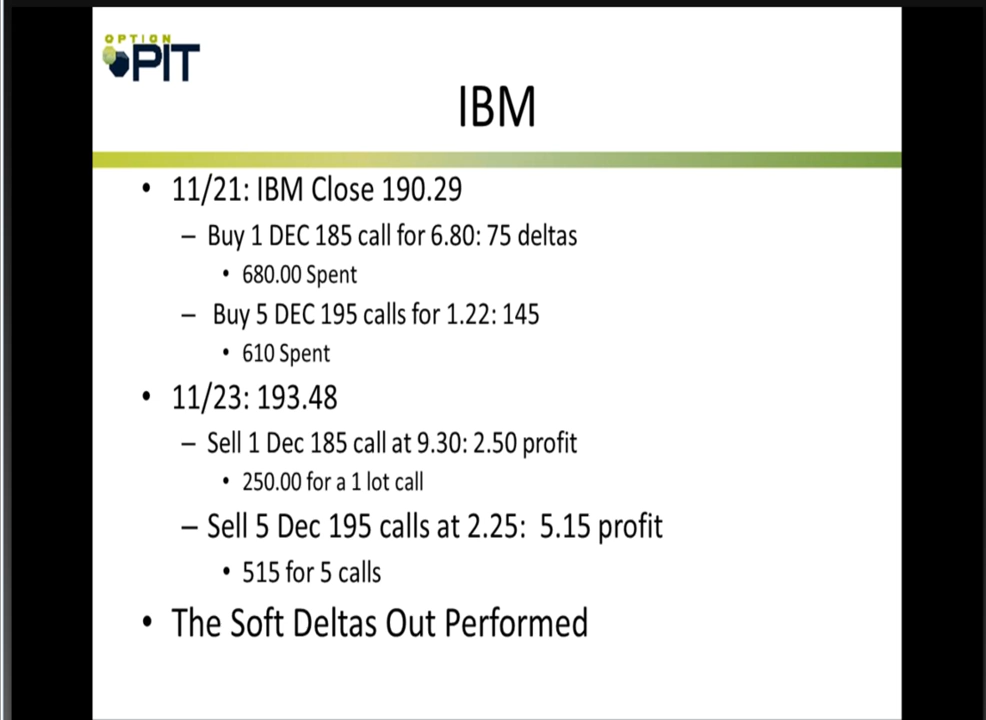 OPTION
PIT
IBM
• 11/21: IBM Close 190.29
– Buy 1 DEC 185 call for 6.80: 75 deltas
• 680.00 Spent
– Buy 5 DEC 195 calls for 1.22: 145
• 610 Spent
• 11/23: 193.48
– Sell 1 Dec 185 call at 9.30: 2.50 profit
• 250.00 for a 1 lot call
– Sell 5 Dec 195 calls at 2.25: 5.15 profit
• 515 for 5 calls
• The Soft Deltas Out Performed